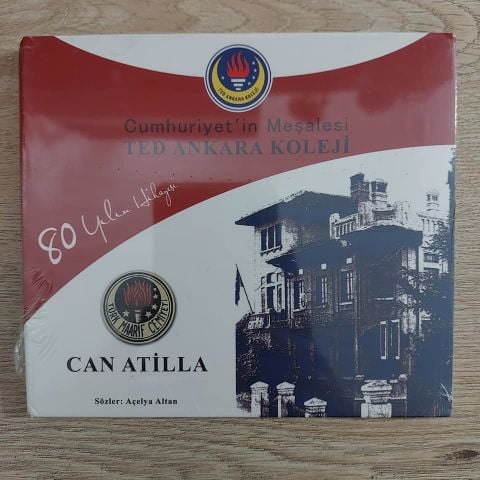 TED ANKARA KOLEJİ
Cumhuriyet'in Meşalesi
TED ANKARA KOLEJİ
80 Yılın Hikayesi
TÜRK MAARİF CEMİYETİ
CAN ATİLLA
Sözler: Açelya Altan